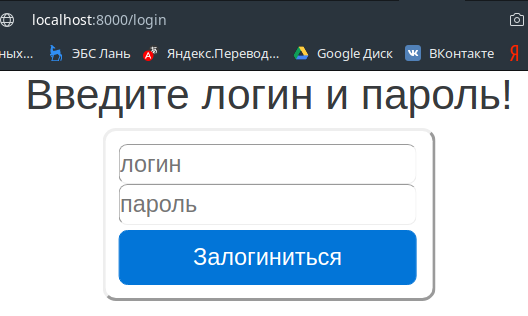 localhost:8000/login
ных... ЭБС Лань Яндекс.Перевод... Google Диск ВКонтакте Я
Введите логин и пароль!
логин
пароль
Залогиниться